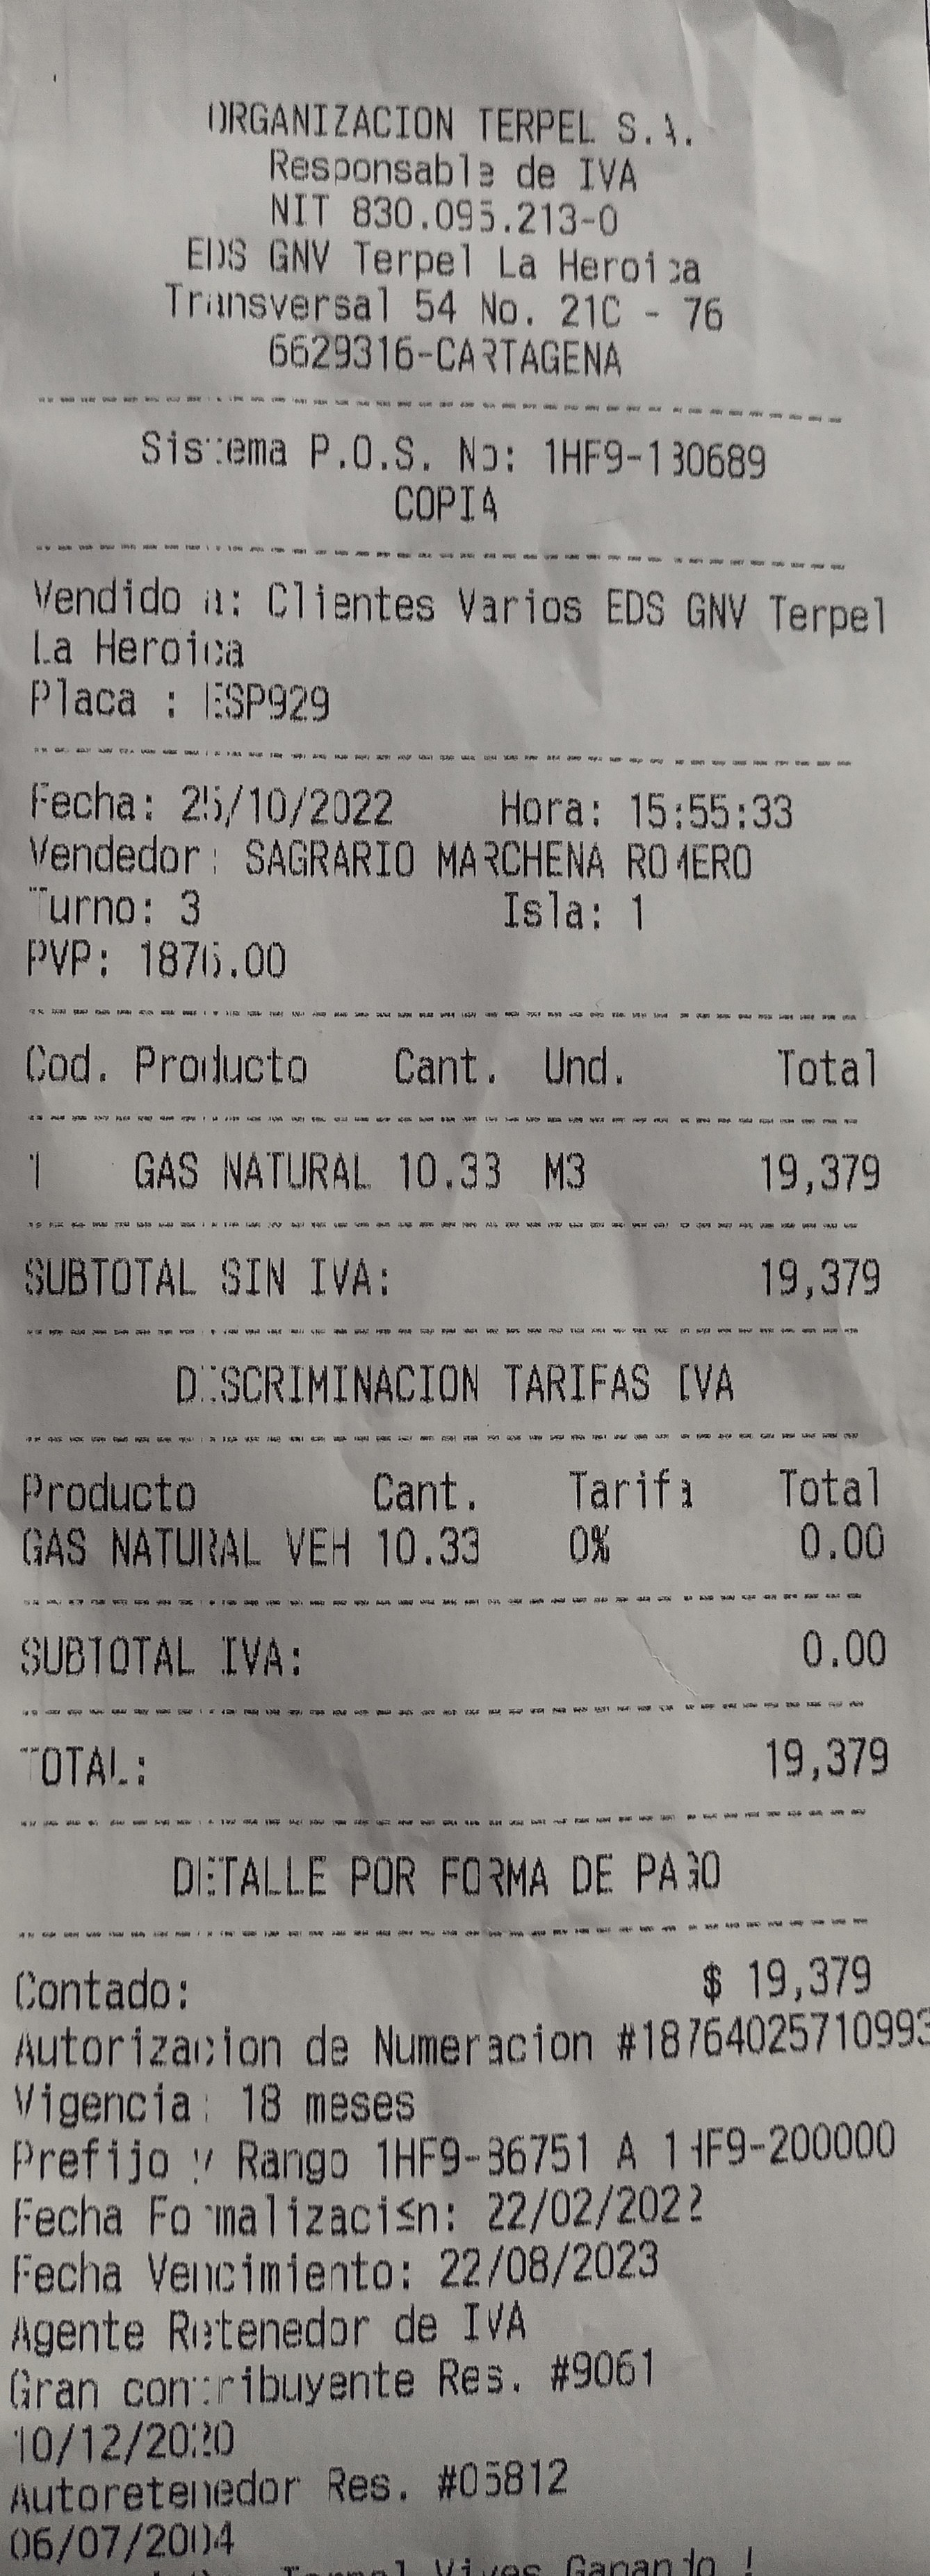 ORGANIZACION TERPEL S.A.
Responsable de IVA
NIT 830.095.213-0
EDS GNV Terpel La Heroica
Transversal 54 No. 21C - 76
6629316-CARTAGENA
Sistema P.O.S. No: 1HF9-130689
COPIA
Vendido a: Clientes Varios EDS GNV Terpel
La Heroica
Placa : ESP929
Fecha: 25/10/2022 Hora: 15:55:33
Vendedor: SAGRARIO MARCHENA ROMERO
Turno: 3 Isla: 1
PVP: 1876.00
Cod. Producto Cant. Und. Total
1 GAS NATURAL 10.33 M3 19,379
SUBTOTAL SIN IVA: 19,379
DISCRIMINACION TARIFAS IVA
Producto Cant. Tarifa Total
GAS NATURAL VEH 10.33 0% 0.00
SUBTOTAL IVA: 0.00
TOTAL: 19,379
DETALLE POR FORMA DE PAGO
Contado: $ 19,379
Autorizacion de Numeracion #18764025710993
Vigencia: 18 meses
Prefijo y Rango 1HF9-86751 A 1HF9-200000
Fecha Formalizaci≤n: 22/02/2022
Fecha Vencimiento: 22/08/2023
Agente Retenedor de IVA
Gran contribuyente Res. #9061
10/12/2020
Autoretenedor Res. #05812
06/07/2004
Terpel Vives Ganando !